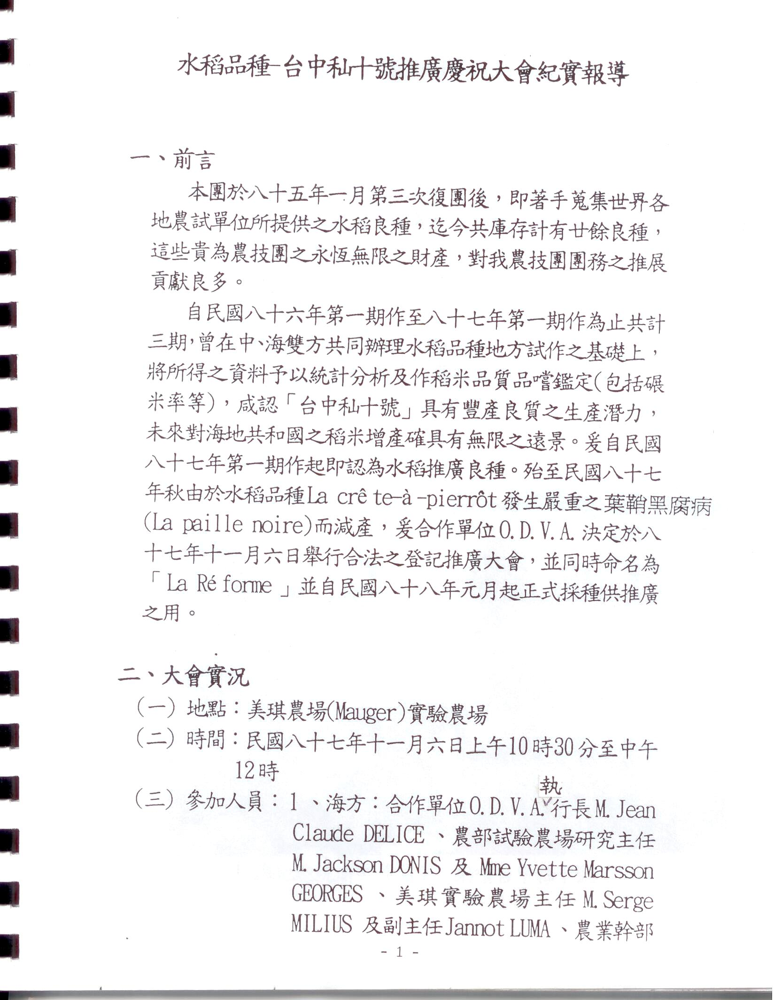 水稻品種-台中秈十號推廣慶祝大會紀實報導
一、前言
本團於八十五年一月第三次復團後，即著手蒐集世界各
地農試單位所提供之水稻良種，迄今共庫存計有廿餘良種，
這些貴為農技團之永恆無限之財產，對我農技團團務之推展
貢獻良多。
自民國八十六年第一期作至八十七年第一期作為止共計
三期，曾在中、海雙方共同辦理水稻品種地方試作之基礎上，
將所得之資料予以統計分析及作稻米品質品嚐鑑定(包括碾
米率等)，咸認「台中秈十號」具有豐產良質之生產潛力，
未來對海地共和國之稻米增產確具有無限之遠景。爰自民國
八十七年第一期作起即認為水稻推廣良種。殆至民國八十七
年秋由於水稻品種La crê te-à -pierrôt 發生嚴重之葉鞘黑腐病
(La paille noire)而減產，爰合作單位O.D.V.A. 決定於八
十七年十一月六日舉行合法之登記推廣大會，並同時命名為
「La Ré forme 」並自民國八十八年元月起正式採種供推廣
之用。
二、大會實況
(一) 地點：美琪農場(Mauger)實驗農場
(二) 時間：民國八十七年十一月六日上午10時30分至中午
12時
執
(三) 參加人員：1、海方：合作單位O.D.V.A.ˇ行長M. Jean
Claude DELICE 、農部試驗農場研究主任
M. Jackson DONIS 及 Mme Yvette Marsson
GEORGES 、美琪實驗農場主任 M. Serge
MILIUS 及副主任Jannot LUMA 、農業幹部
- 1 -